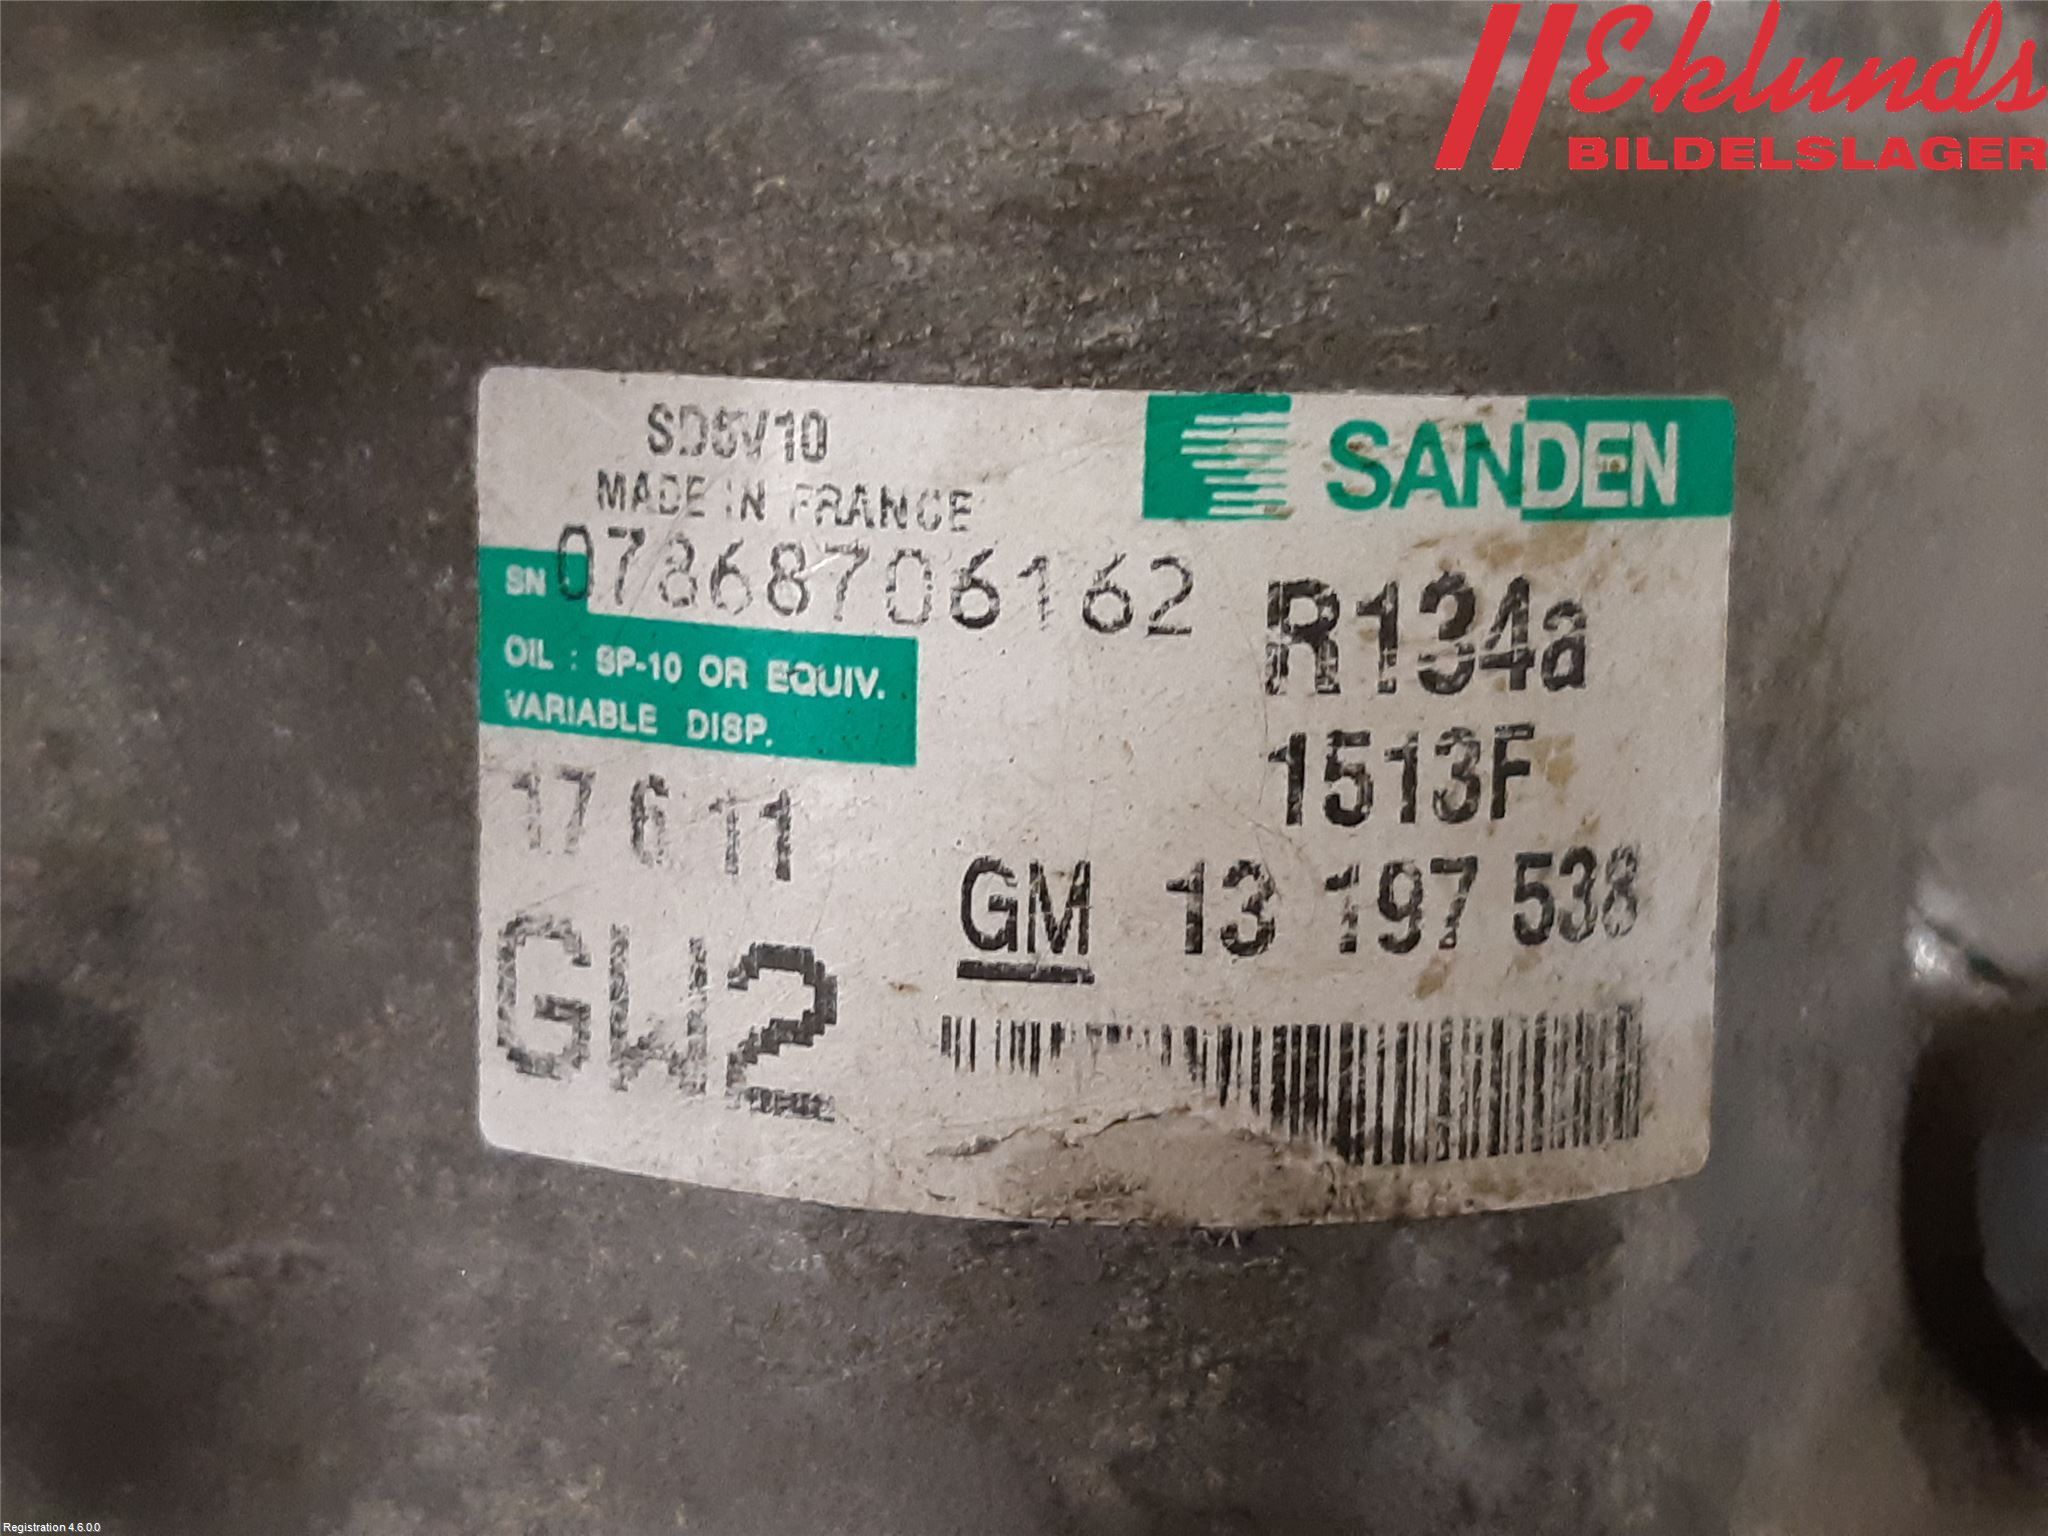 Eklunds
BILDELSLAGER
SD5V10
SANDEN
MADE IN FRANCE
SN 07868706162
R134a
OIL : SP-10 OR EQUIV.
VARIABLE DISP.
1513F
17 6 11
GM 13 197 538
GW2
Registration 4.6.0.0